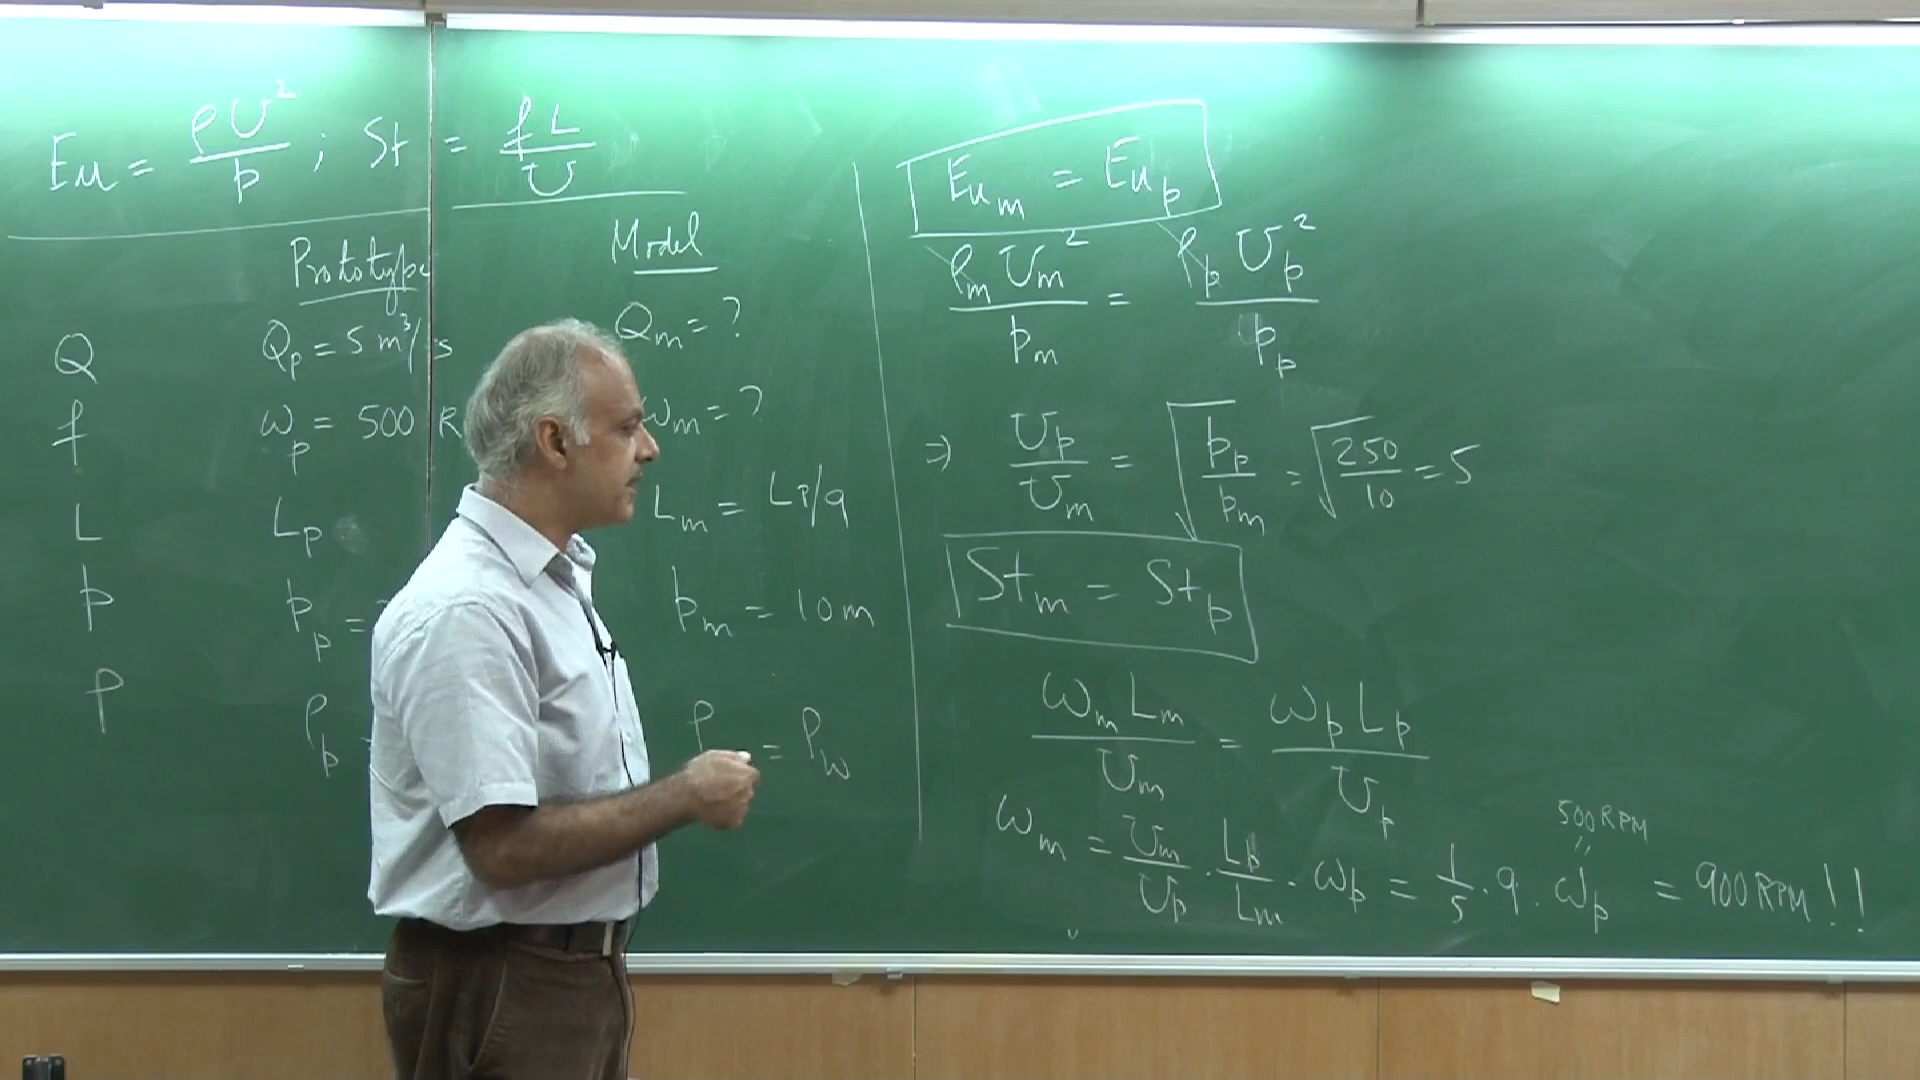 Eu = ρU²/p ; St = fL/U
Prototype Model
Q Qp = 5 m³/s Qm = ?
f ωp = 500 R ωm = ?
L Lp Lm = Lp/9
p pp = pm = 10 m
ρ ρp = ρ = ρw
Eum = Eup
ρm Um²/pm = ρp Up²/pp
⇒ Up/Um = √(pp/pm) = √(250/10) = 5
Stm = Stp
ωm Lm/Um = ωp Lp/Up
500 RPM
ωm = Um/Up · Lp/Lm · ωp = 1/5 · 9 · ωp = 900 RPM !!